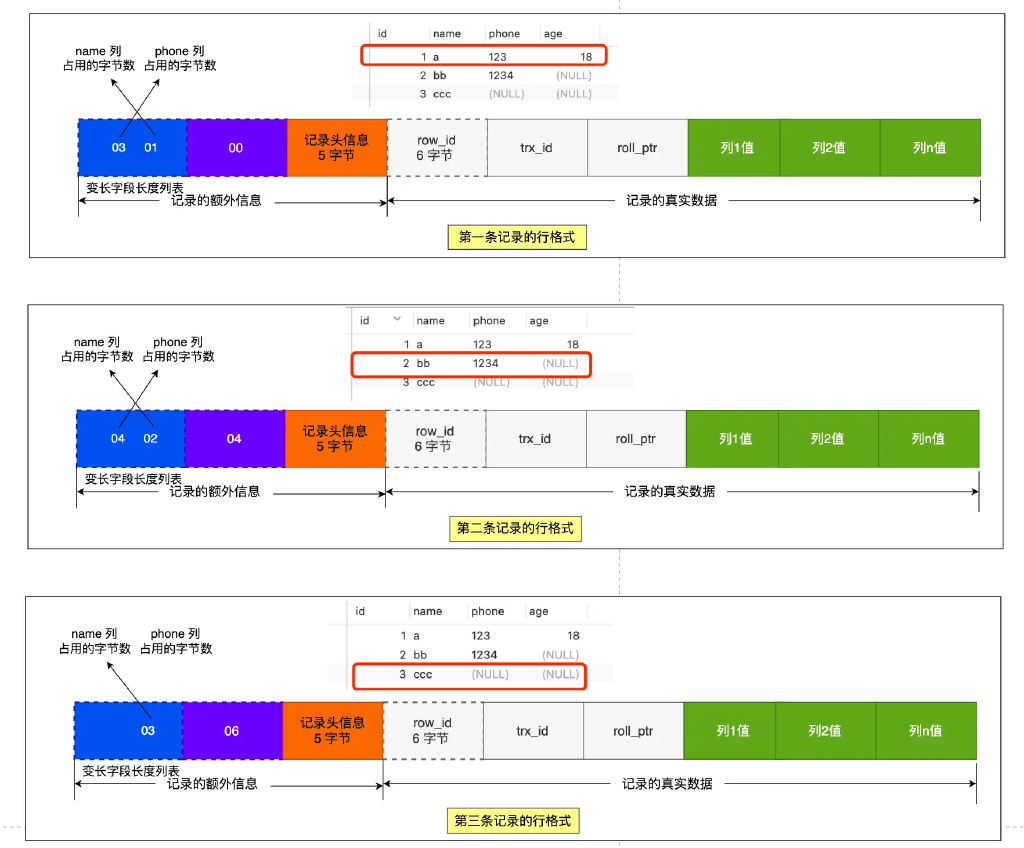 id name phone age
1 a 123 18
2 bb 1234 (NULL)
3 ccc (NULL) (NULL)
name 列
占用的字节数
phone 列
占用的字节数
03 01
00
记录头信息
5 字节
row_id
6 字节
trx_id
roll_ptr
列1值
列2值
列n值
变长字段长度列表
记录的额外信息
记录的真实数据
第一条记录的行格式
id name phone age
1 a 123 18
2 bb 1234 (NULL)
3 ccc (NULL) (NULL)
name 列
占用的字节数
phone 列
占用的字节数
04 02
04
记录头信息
5 字节
row_id
6 字节
trx_id
roll_ptr
列1值
列2值
列n值
变长字段长度列表
记录的额外信息
记录的真实数据
第二条记录的行格式
id name phone age
1 a 123 18
2 bb 1234 (NULL)
3 ccc (NULL) (NULL)
name 列
占用的字节数
phone 列
占用的字节数
03
06
记录头信息
5 字节
row_id
6 字节
trx_id
roll_ptr
列1值
列2值
列n值
变长字段长度列表
记录的额外信息
记录的真实数据
第三条记录的行格式